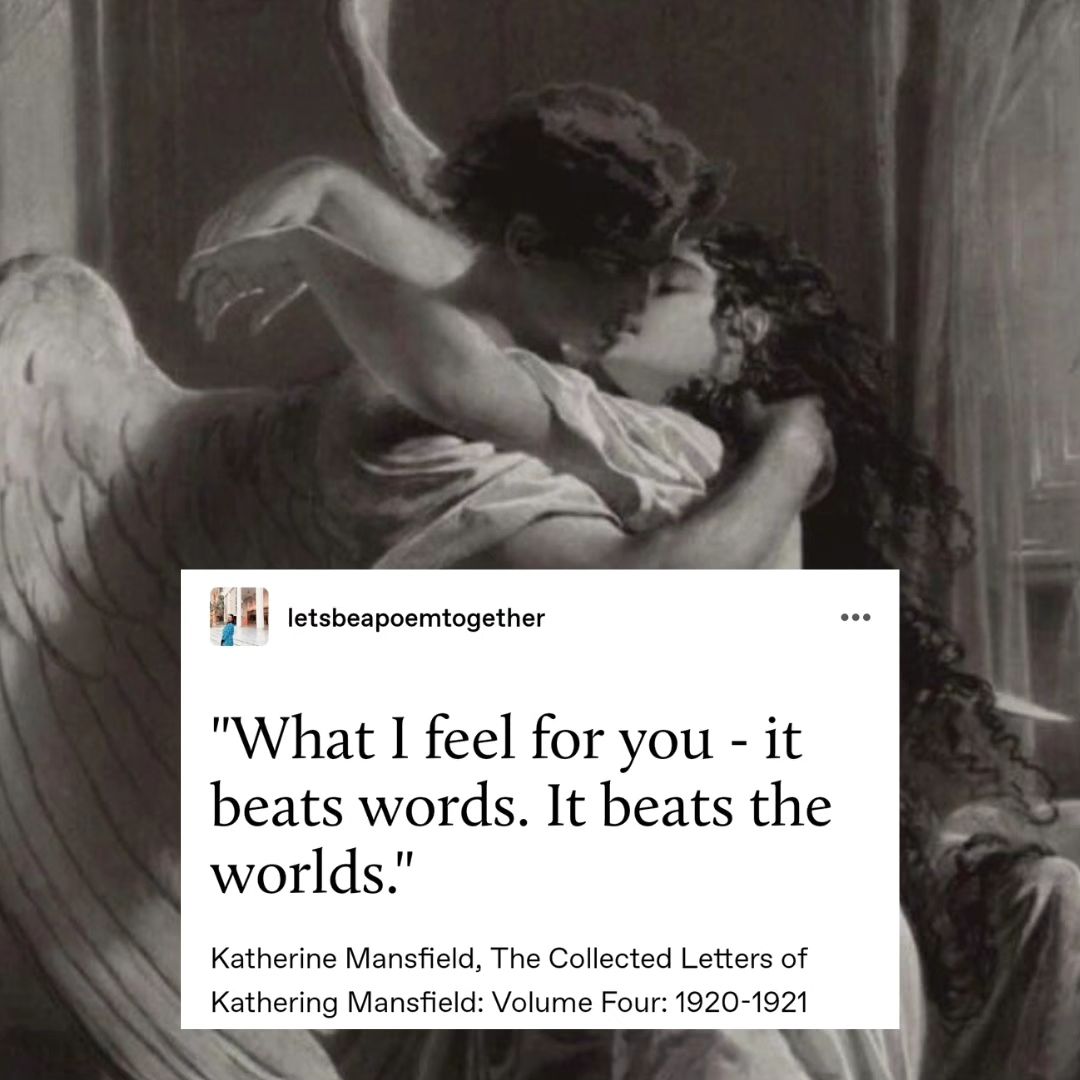 letsbeapoemtogether
"What I feel for you - it
beats words. It beats the
worlds."
Katherine Mansfield, The Collected Letters of
Kathering Mansfield: Volume Four: 1920-1921